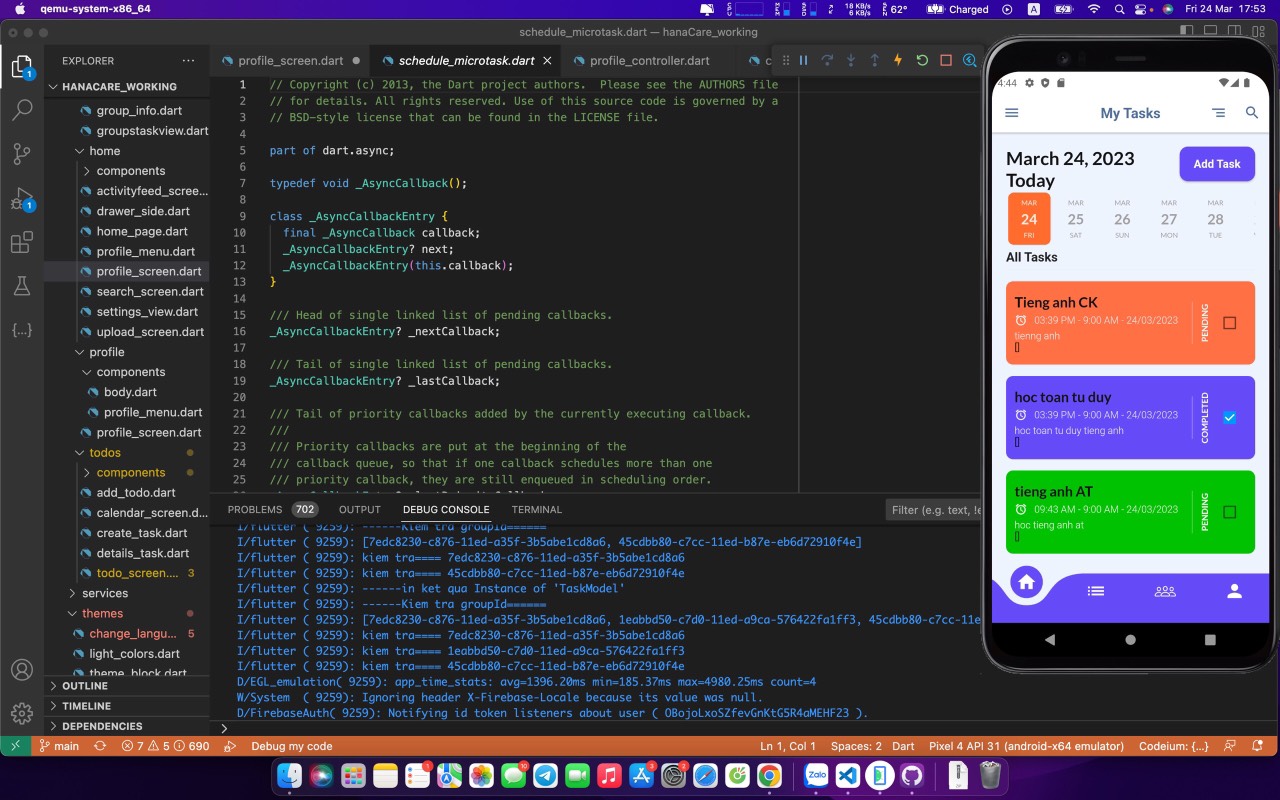 qemu-system-x86_64
18 KB/s
6 KB/s
62°
Charged
A
Fri 24 Mar 17:53
schedule_microtask.dart — hanaCare_working
EXPLORER
profile_screen.dart
schedule_microtask.dart
profile_controller.dart
c
HANACARE_WORKING
group_info.dart
groupstaskview.dart
home
components
activityfeed_scree...
drawer_side.dart
home_page.dart
profile_menu.dart
profile_screen.dart
search_screen.dart
settings_view.dart
upload_screen.dart
profile
components
body.dart
profile_menu.dart
profile_screen.dart
todos
components
add_todo.dart
calendar_screen.d...
create_task.dart
details_task.dart
todo_screen.... 3
services
themes
change_langu... 5
light_colors.dart
theme_block.dart
OUTLINE
TIMELINE
DEPENDENCIES
1 // Copyright (c) 2013, the Dart project authors.  Please see the AUTHORS file
2 // for details. All rights reserved. Use of this source code is governed by a
3 // BSD-style license that can be found in the LICENSE file.
4
5 part of dart.async;
6
7 typedef void _AsyncCallback();
8
9 class _AsyncCallbackEntry {
10 final _AsyncCallback callback;
11 _AsyncCallbackEntry? next;
12 _AsyncCallbackEntry(this.callback);
13 }
14
15 /// Head of single linked list of pending callbacks.
16 _AsyncCallbackEntry? _nextCallback;
17
18 /// Tail of single linked list of pending callbacks.
19 _AsyncCallbackEntry? _lastCallback;
20
21 /// Tail of priority callbacks added by the currently executing callback.
22 ///
23 /// Priority callbacks are put at the beginning of the
24 /// callback queue, so that if one callback schedules more than one
25 /// priority callback, they are still enqueued in scheduling order.
PROBLEMS 702 OUTPUT DEBUG CONSOLE TERMINAL
Filter (e.g. text, !e
I/flutter ( 9259): ------Kiem tra groupId======
I/flutter ( 9259): [7edc8230-c876-11ed-a35f-3b5abe1cd8a6, 45cdbb80-c7cc-11ed-b87e-eb6d72910f4e]
I/flutter ( 9259): kiem tra==== 7edc8230-c876-11ed-a35f-3b5abe1cd8a6
I/flutter ( 9259): kiem tra==== 45cdbb80-c7cc-11ed-b87e-eb6d72910f4e
I/flutter ( 9259): ------in ket qua Instance of 'TaskModel'
I/flutter ( 9259): ------Kiem tra groupId======
I/flutter ( 9259): [7edc8230-c876-11ed-a35f-3b5abe1cd8a6, 1eabbd50-c7d0-11ed-a9ca-576422fa1ff3, 45cdbb80-c7cc-11e
I/flutter ( 9259): kiem tra==== 7edc8230-c876-11ed-a35f-3b5abe1cd8a6
I/flutter ( 9259): kiem tra==== 1eabbd50-c7d0-11ed-a9ca-576422fa1ff3
I/flutter ( 9259): kiem tra==== 45cdbb80-c7cc-11ed-b87e-eb6d72910f4e
D/EGL_emulation( 9259): app_time_stats: avg=1396.20ms min=185.37ms max=4980.25ms count=4
W/System  ( 9259): Ignoring header X-Firebase-Locale because its value was null.
D/FirebaseAuth( 9259): Notifying id token listeners about user ( OBojoLxoSZfevGnKtG5R4aMEHF23 ).
main
7 5 690
Debug my code
Ln 1, Col 1
Spaces: 2
Dart
Pixel 4 API 31 (android-x64 emulator)
Codeium: {...}
4:44
My Tasks
March 24, 2023
Today
Add Task
MAR MAR MAR MAR MAR
24 25 26 27 28
FRI SAT SUN MON TUE
All Tasks
Tieng anh CK
03:39 PM - 9:00 AM - 24/03/2023
tienng anh
[]
PENDING
hoc toan tu duy
03:39 PM - 9:00 AM - 24/03/2023
hoc toan tu duy tieng anh
[]
COMPLETED
tieng anh AT
09:43 AM - 9:00 AM - 24/03/2023
hoc tieng anh at
[]
PENDING
Zalo